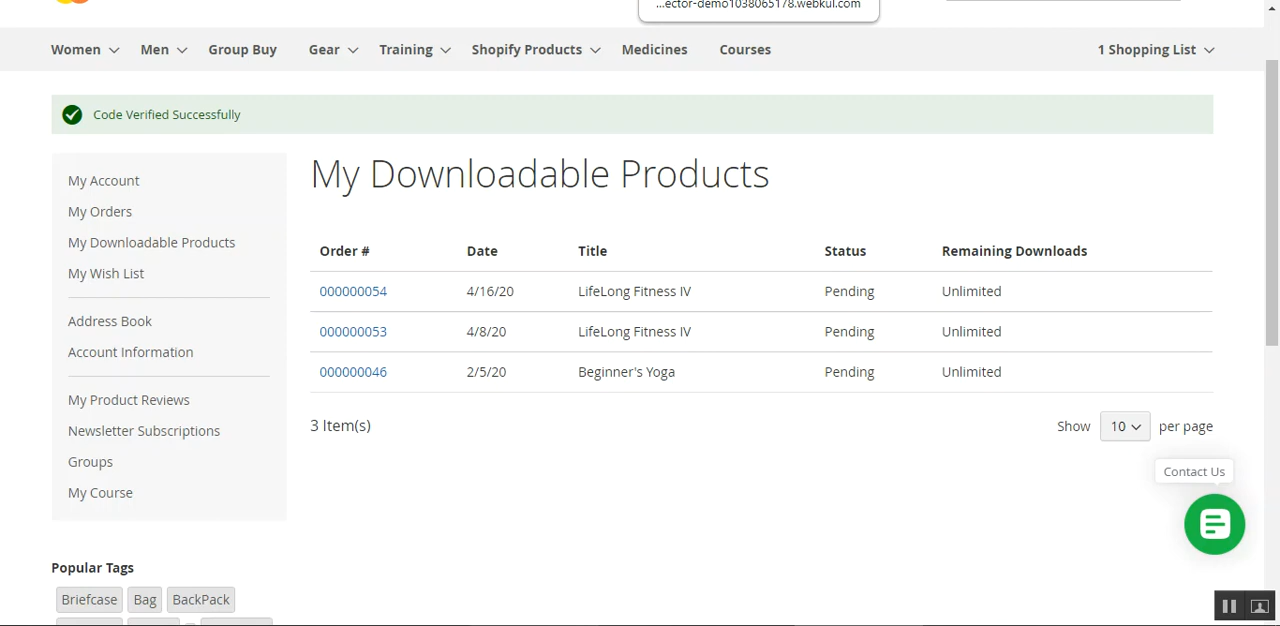 ...ector-demo1038065178.webkul.com
Women Men Group Buy Gear Training Shopify Products Medicines Courses 1 Shopping List
Code Verified Successfully
My Account
My Orders
My Downloadable Products
My Wish List
Address Book
Account Information
My Product Reviews
Newsletter Subscriptions
Groups
My Course
My Downloadable Products
Order # Date Title Status Remaining Downloads
000000054 4/16/20 LifeLong Fitness IV Pending Unlimited
000000053 4/8/20 LifeLong Fitness IV Pending Unlimited
000000046 2/5/20 Beginner's Yoga Pending Unlimited
3 Item(s)
Show 10 per page
Contact Us
Popular Tags
Briefcase Bag BackPack